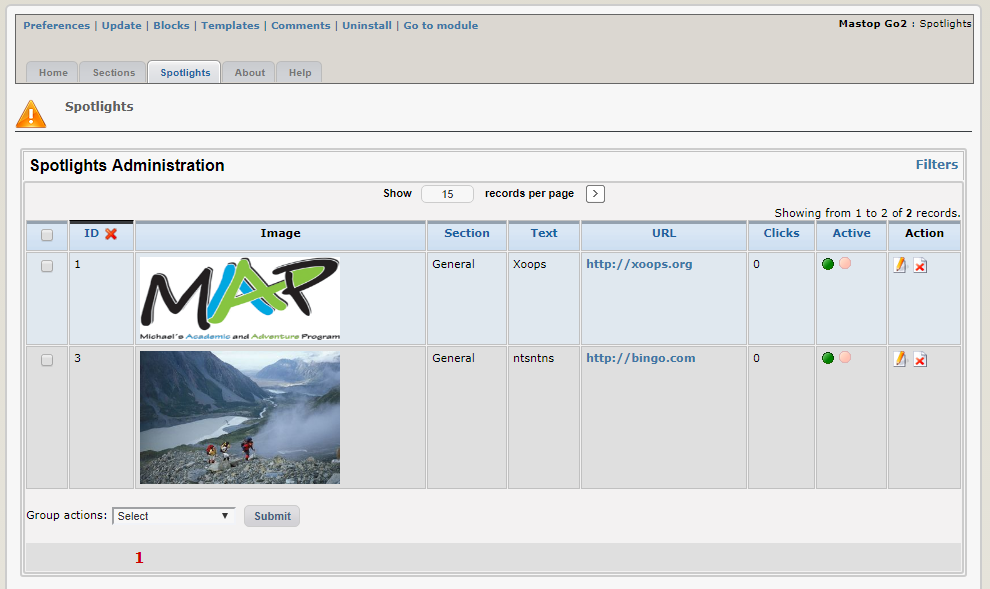 Preferences | Update | Blocks | Templates | Comments | Uninstall | Go to module
Mastop Go2 : Spotlights
Home Sections Spotlights About Help
Spotlights
Spotlights Administration
Filters
Show 15 records per page >
Showing from 1 to 2 of 2 records.
ID Image Section Text URL Clicks Active Action
1 General Xoops http://xoops.org 0
MAP
Michael's Academic and Adventure Program
3 General ntsntns http://bingo.com 0
Group actions: Select Submit
1